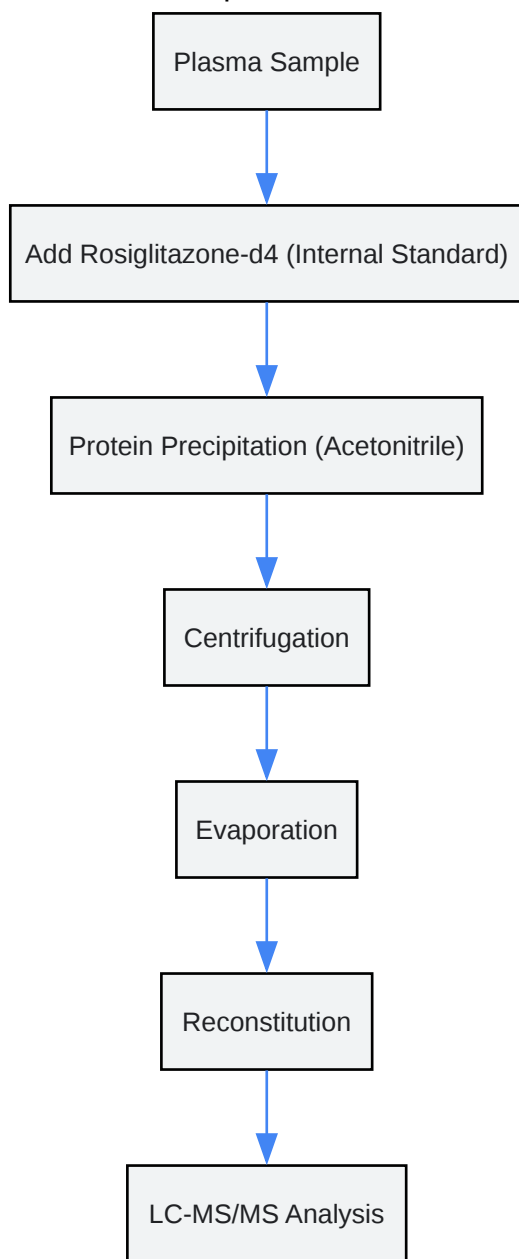 Plasma Sample
Add Rosiglitazone-d4 (Internal Standard)
Protein Precipitation (Acetonitrile)
Centrifugation
Evaporation
Reconstitution
LC-MS/MS Analysis